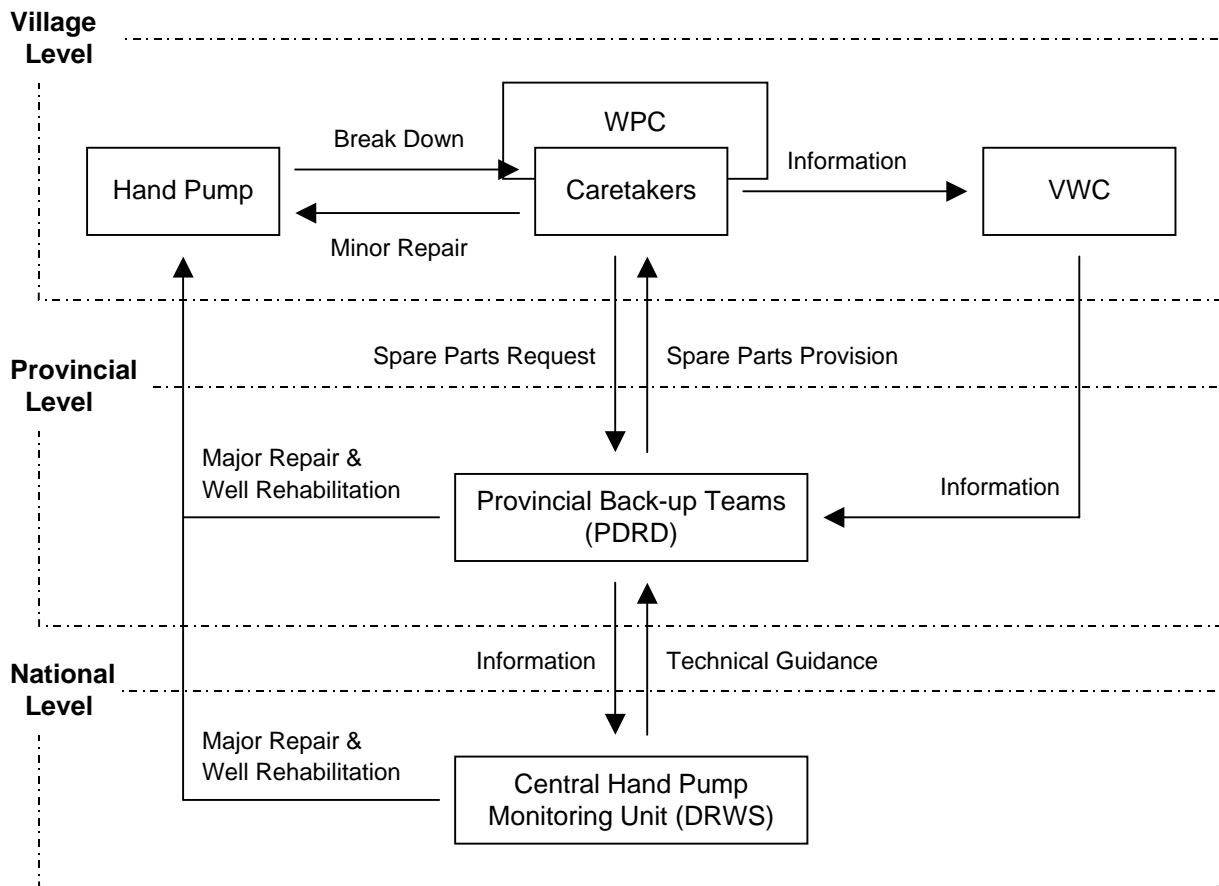 Village
Level
WPC
Break Down
Information
Hand Pump
Caretakers
VWC
Minor Repair
Spare Parts Request
Spare Parts Provision
Provincial
Level
Major Repair &
Well Rehabilitation
Provincial Back-up Teams
(PDRD)
Information
Information
Technical Guidance
National
Level
Major Repair &
Well Rehabilitation
Central Hand Pump
Monitoring Unit (DRWS)